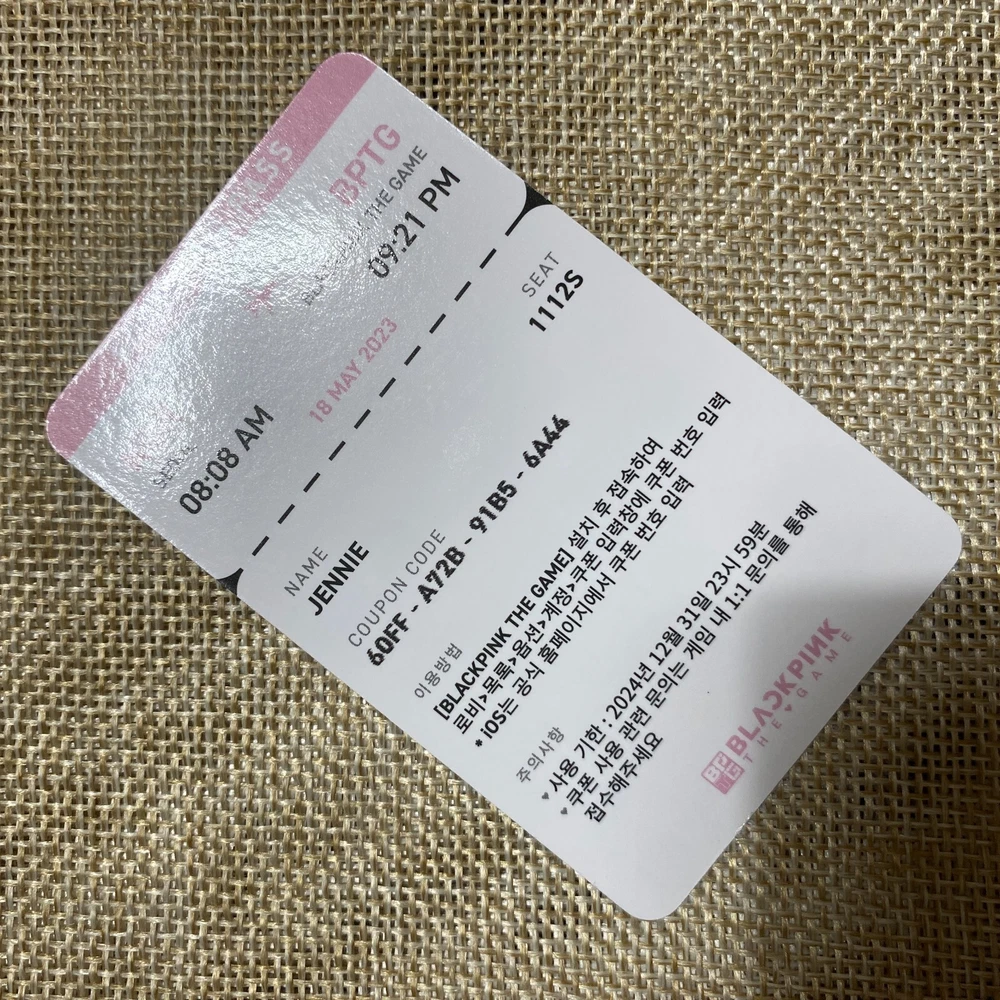 BPTG
THE GAME
08:08 AM
09:21 PM
18 MAY 2023
NAME
SEAT
JENNIE
1112S
COUPON CODE
60FF - A72B - 91B5 - 6A44
이용방법
[BLACKPINK THE GAME] 설치 후 접속하여
로비>목록>옵션>계정>쿠폰 입력창에 쿠폰 번호 입력
* iOS는 공식 홈페이지에서 쿠폰 번호 입력
주의사항
♥ 사용 기한 : 2024년 12월 31일 23시 59분
♥ 쿠폰 사용 관련 문의는 게임 내 1:1 문의를 통해
접수해주세요
BPTG BLACKPINK
THE GAME